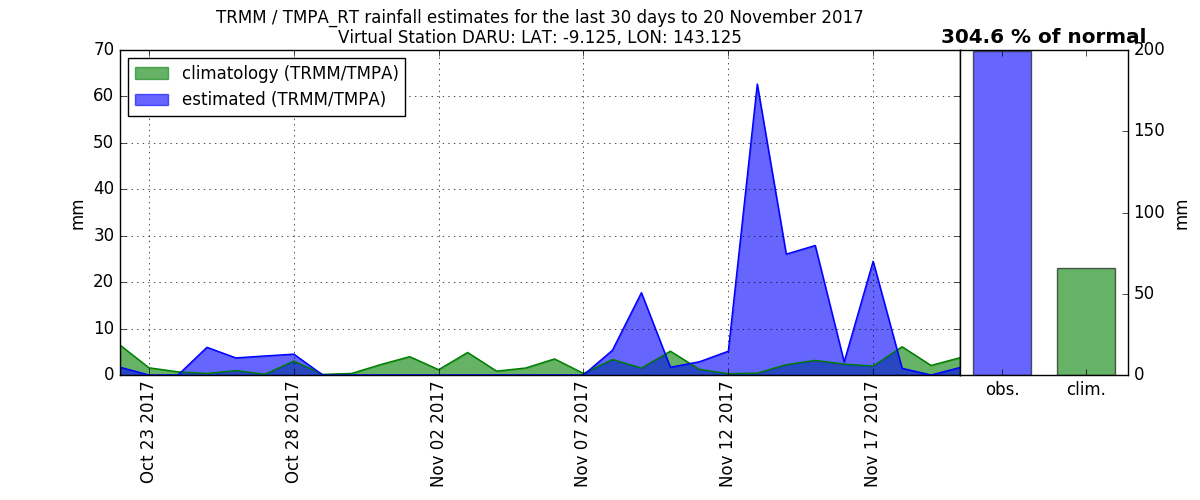 TRMM / TMPA_RT rainfall estimates for the last 30 days to 20 November 2017
Virtual Station DARU: LAT: -9.125, LON: 143.125
304.6 % of normal
climatology (TRMM/TMPA)
estimated (TRMM/TMPA)
70
60
50
40
30
20
10
0
mm
200
150
100
50
0
mm
Oct 23 2017
Oct 28 2017
Nov 02 2017
Nov 07 2017
Nov 12 2017
Nov 17 2017
obs.
clim.